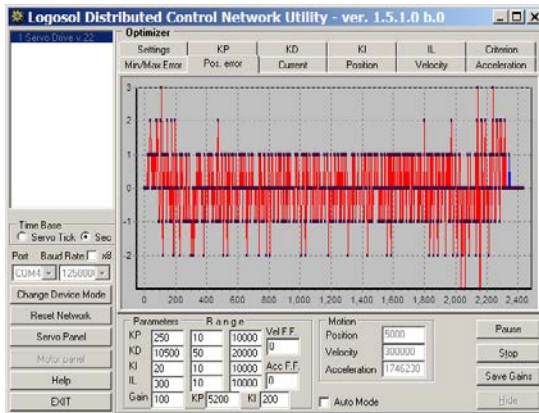 Logosol Distributed Control Network Utility - ver. 1.5.1.0 b.0
1 Servo Drive v.22
Optimizer
Settings KP KD KI IL Criterion
Min/Max Error Pos. error Current Position Velocity Acceleration
3
2
1
0
-1
-2
0 200 400 600 800 1,000 1,200 1,400 1,600 1,800 2,000 2,200 2,400
Time Base
Servo Tick Sec
Port Baud Rate x8
COM4 125000
Change Device Mode
Reset Network
Servo Panel
Motor panel
Help
EXIT
Parameters Range
KP 250 10 10000 Vel F.F.
KD 10500 50 20000 0
KI 20 10 10000 Acc F.F.
IL 300 10 10000 0
Gain 100 KP 5200 KI 200
Motion
Position 5000
Velocity 300000
Acceleration 1746230
Auto Mode
Pause
Stop
Save Gains
Hide